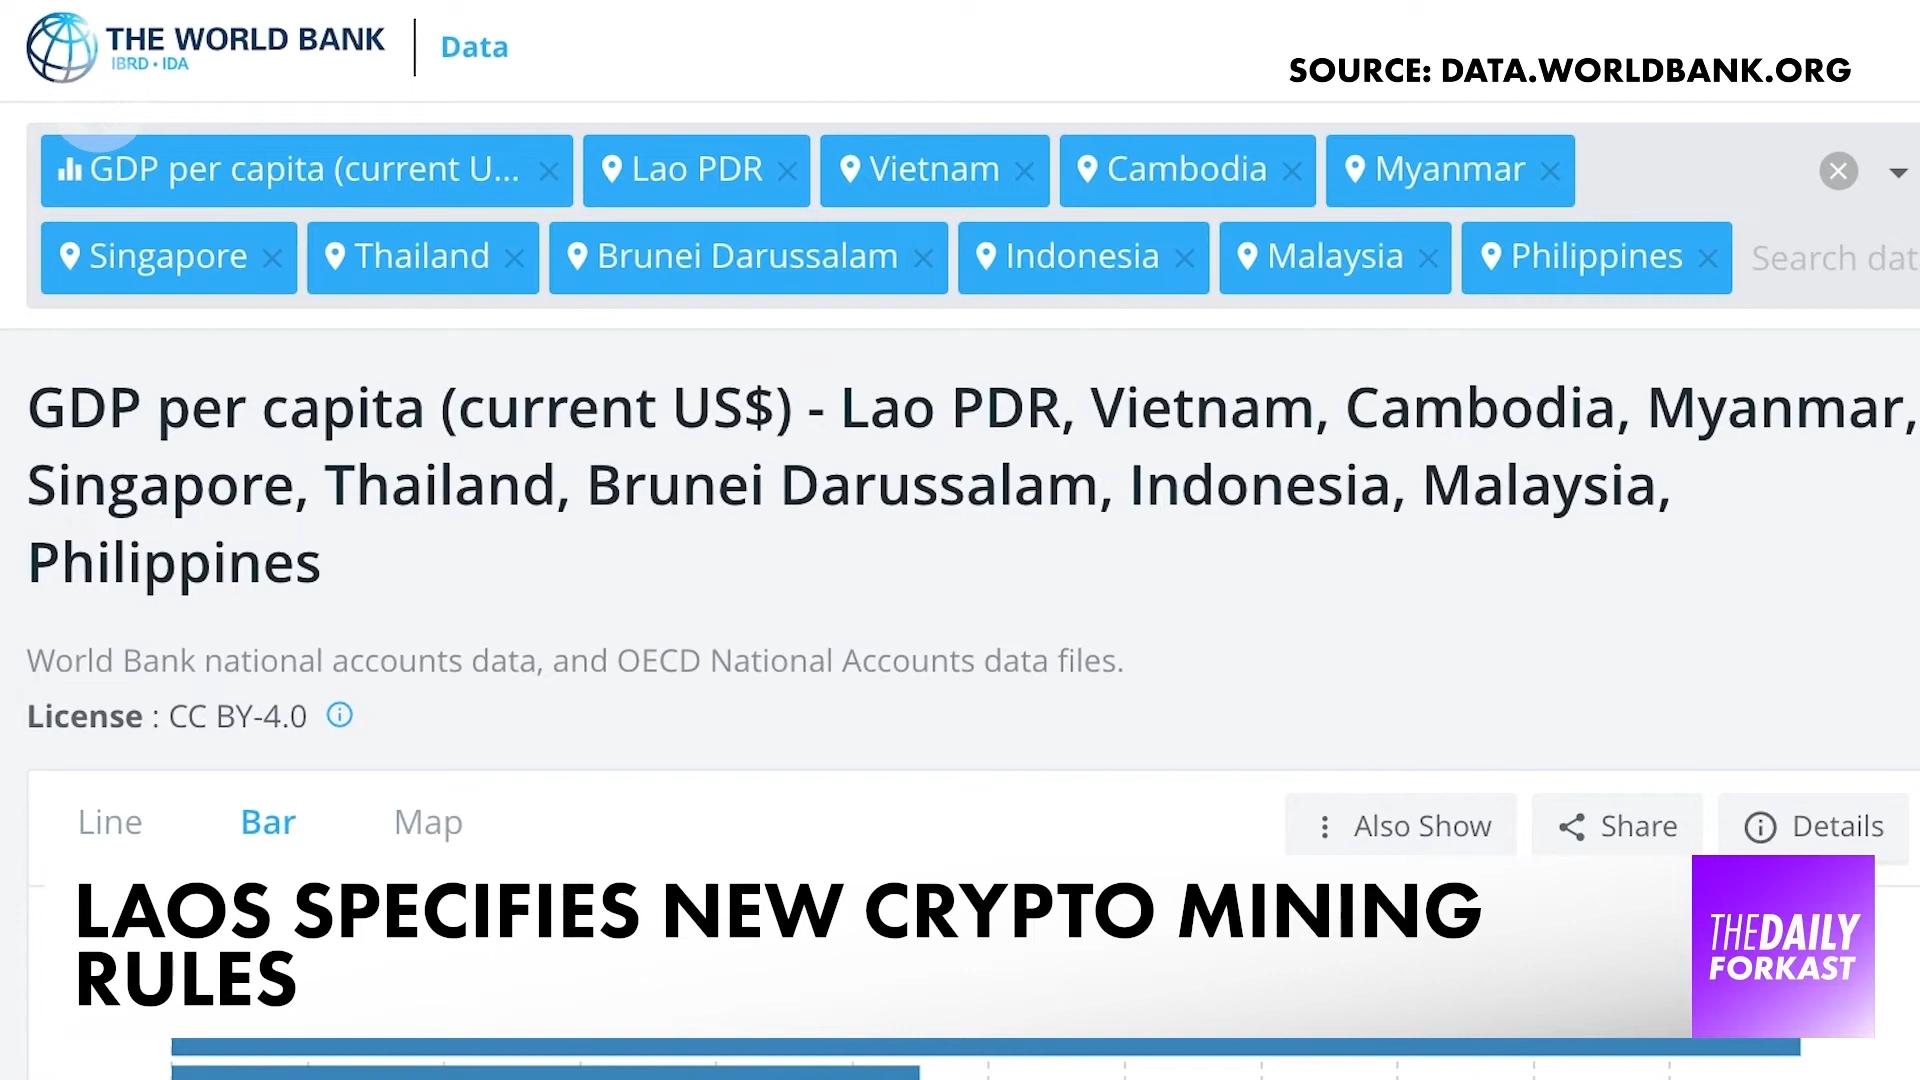 THE WORLD BANK
IBRD • IDA
Data
SOURCE: DATA.WORLDBANK.ORG
GDP per capita (current U...
Lao PDR
Vietnam
Cambodia
Myanmar
Singapore
Thailand
Brunei Darussalam
Indonesia
Malaysia
Philippines
Search dat
GDP per capita (current US$) - Lao PDR, Vietnam, Cambodia, Myanmar,
Singapore, Thailand, Brunei Darussalam, Indonesia, Malaysia,
Philippines
World Bank national accounts data, and OECD National Accounts data files.
License : CC BY-4.0
Line
Bar
Map
Also Show
Share
Details
LAOS SPECIFIES NEW CRYPTO MINING
RULES
THEDAILY
FORKAST